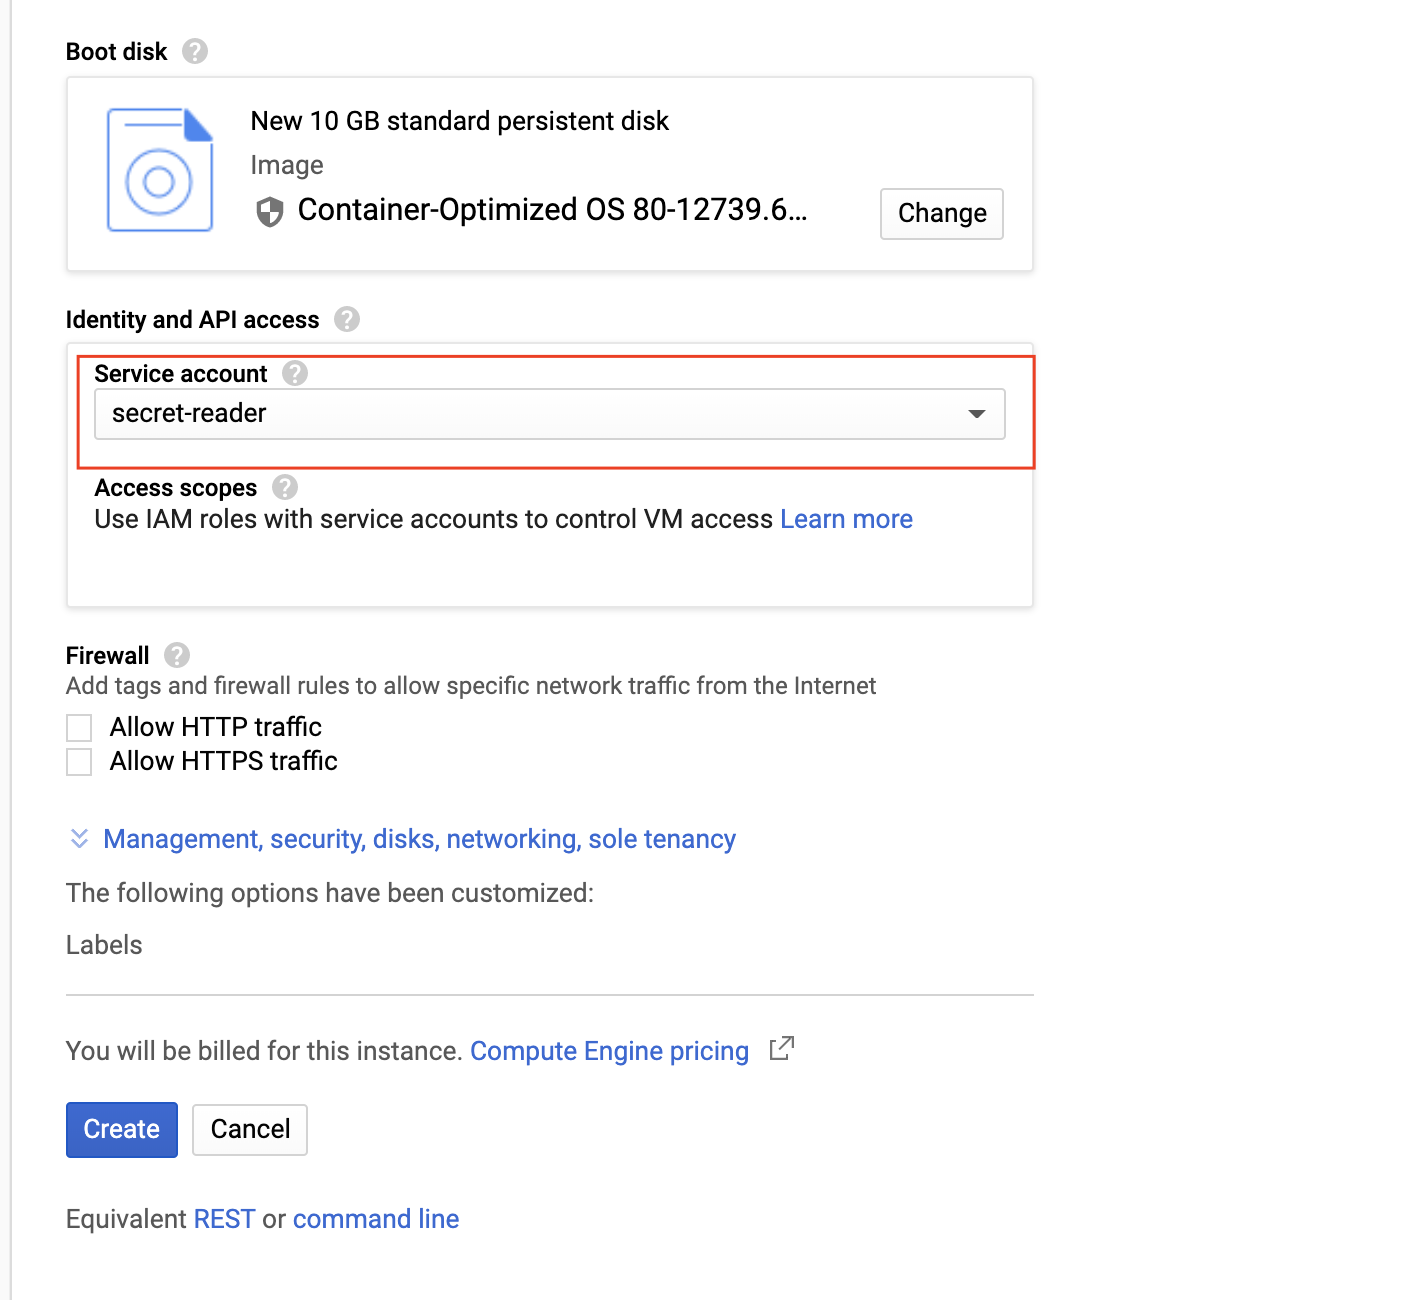 Boot disk ?
New 10 GB standard persistent disk
Image
Container-Optimized OS 80-12739.6...
Change
Identity and API access ?
Service account ?
secret-reader
Access scopes ?
Use IAM roles with service accounts to control VM access Learn more
Firewall ?
Add tags and firewall rules to allow specific network traffic from the Internet
Allow HTTP traffic
Allow HTTPS traffic
Management, security, disks, networking, sole tenancy
The following options have been customized:
Labels
You will be billed for this instance. Compute Engine pricing
Create Cancel
Equivalent REST or command line